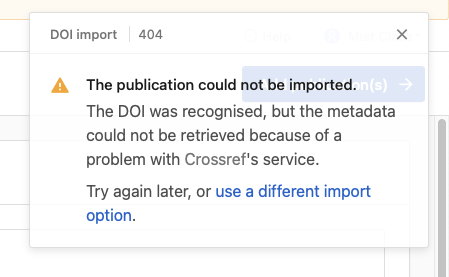 DOI import 404
The publication could not be imported.
The DOI was recognised, but the metadata
could not be retrieved because of a
problem with Crossref's service.
Try again later, or use a different import
option.